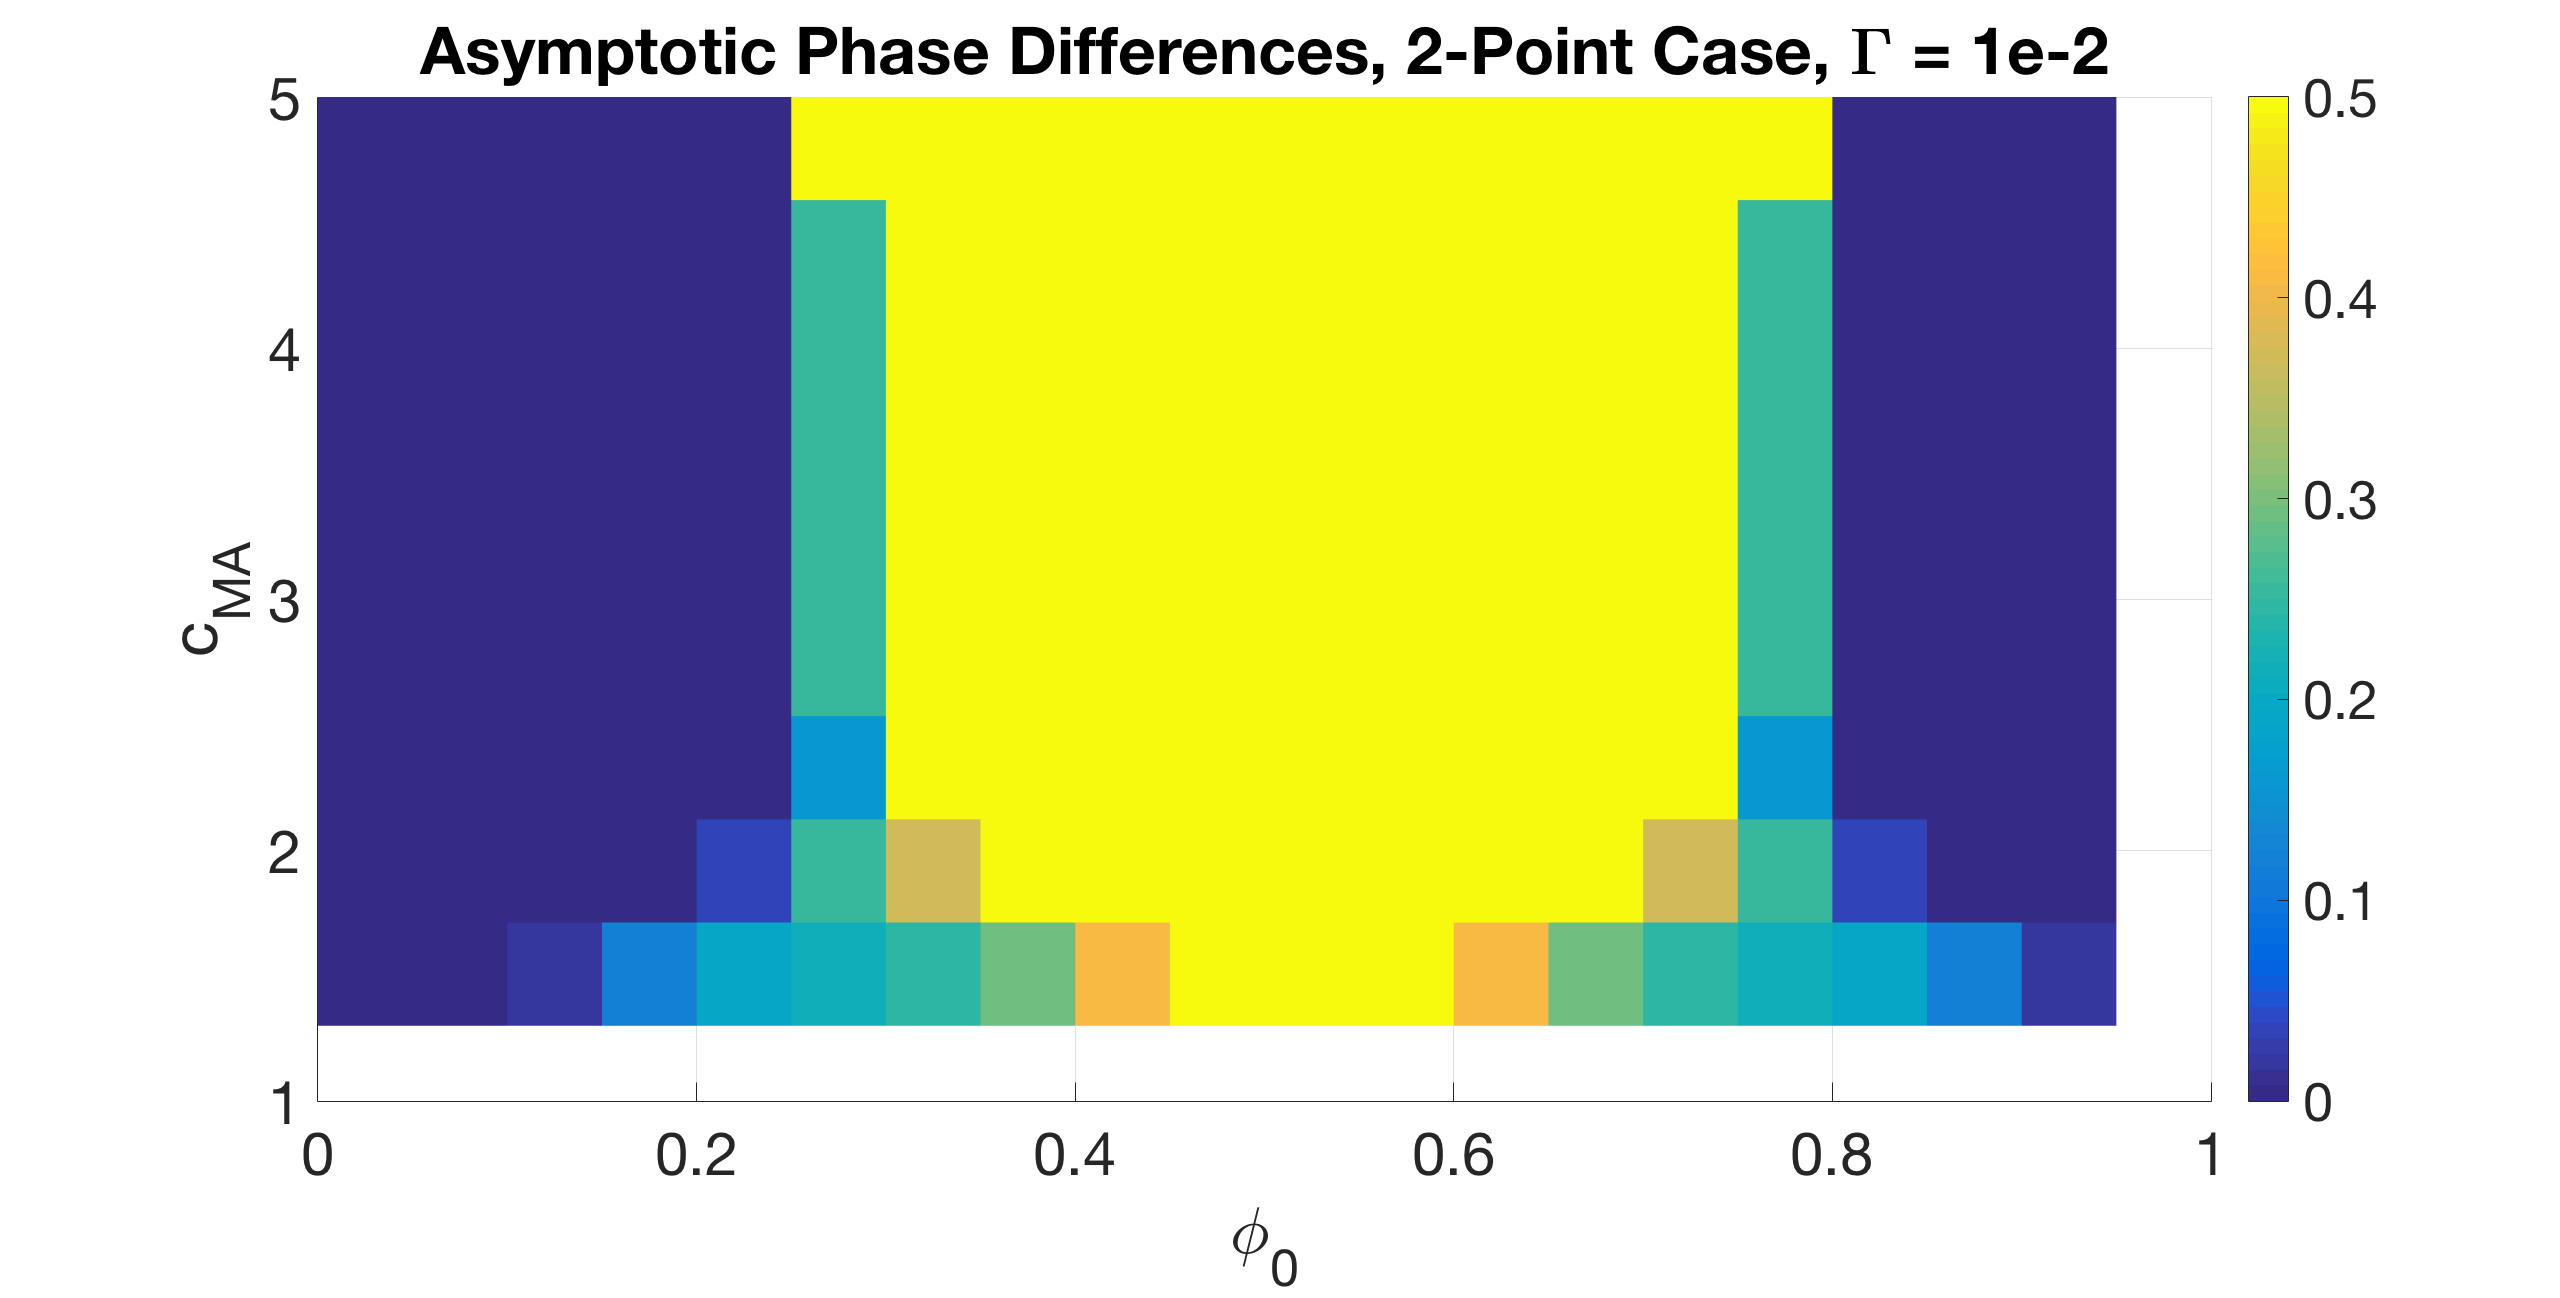 Asymptotic Phase Differences, 2-Point Case, Γ = 1e-2
5
4
3
2
1
c_MA
0 0.2 0.4 0.6 0.8 1
ϕ_0
0.5
0.4
0.3
0.2
0.1
0